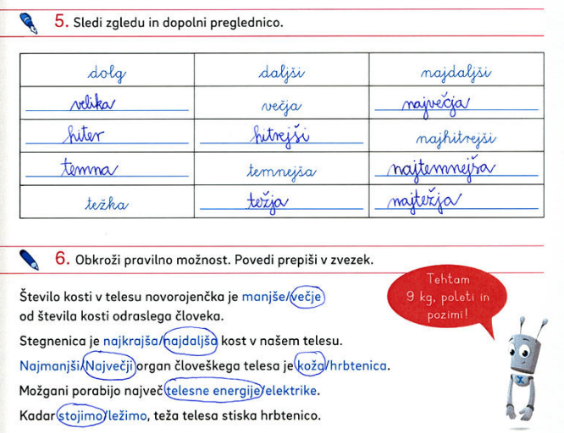 5. Sledi zgledu in dopolni preglednico.
dolg daljši najdaljši
velika večja največja
hiter hitrejši najhitrejši
temna temnejša najtemnejša
težka težja najtežja
6. Obkroži pravilno možnost. Povedi prepiši v zvezek.
Tehtam
9 kg, poleti in
pozimi!
Število kosti v telesu novorojenčka je manjše/večje
od števila kosti odraslega človeka.
Stegnenica je najkrajša/najdaljša kost v našem telesu.
Najmanjši/Največji organ človeškega telesa je koža/hrbtenica.
Možgani porabijo največ telesne energije/elektrike.
Kadar stojimo/ležimo, teža telesa stiska hrbtenico.